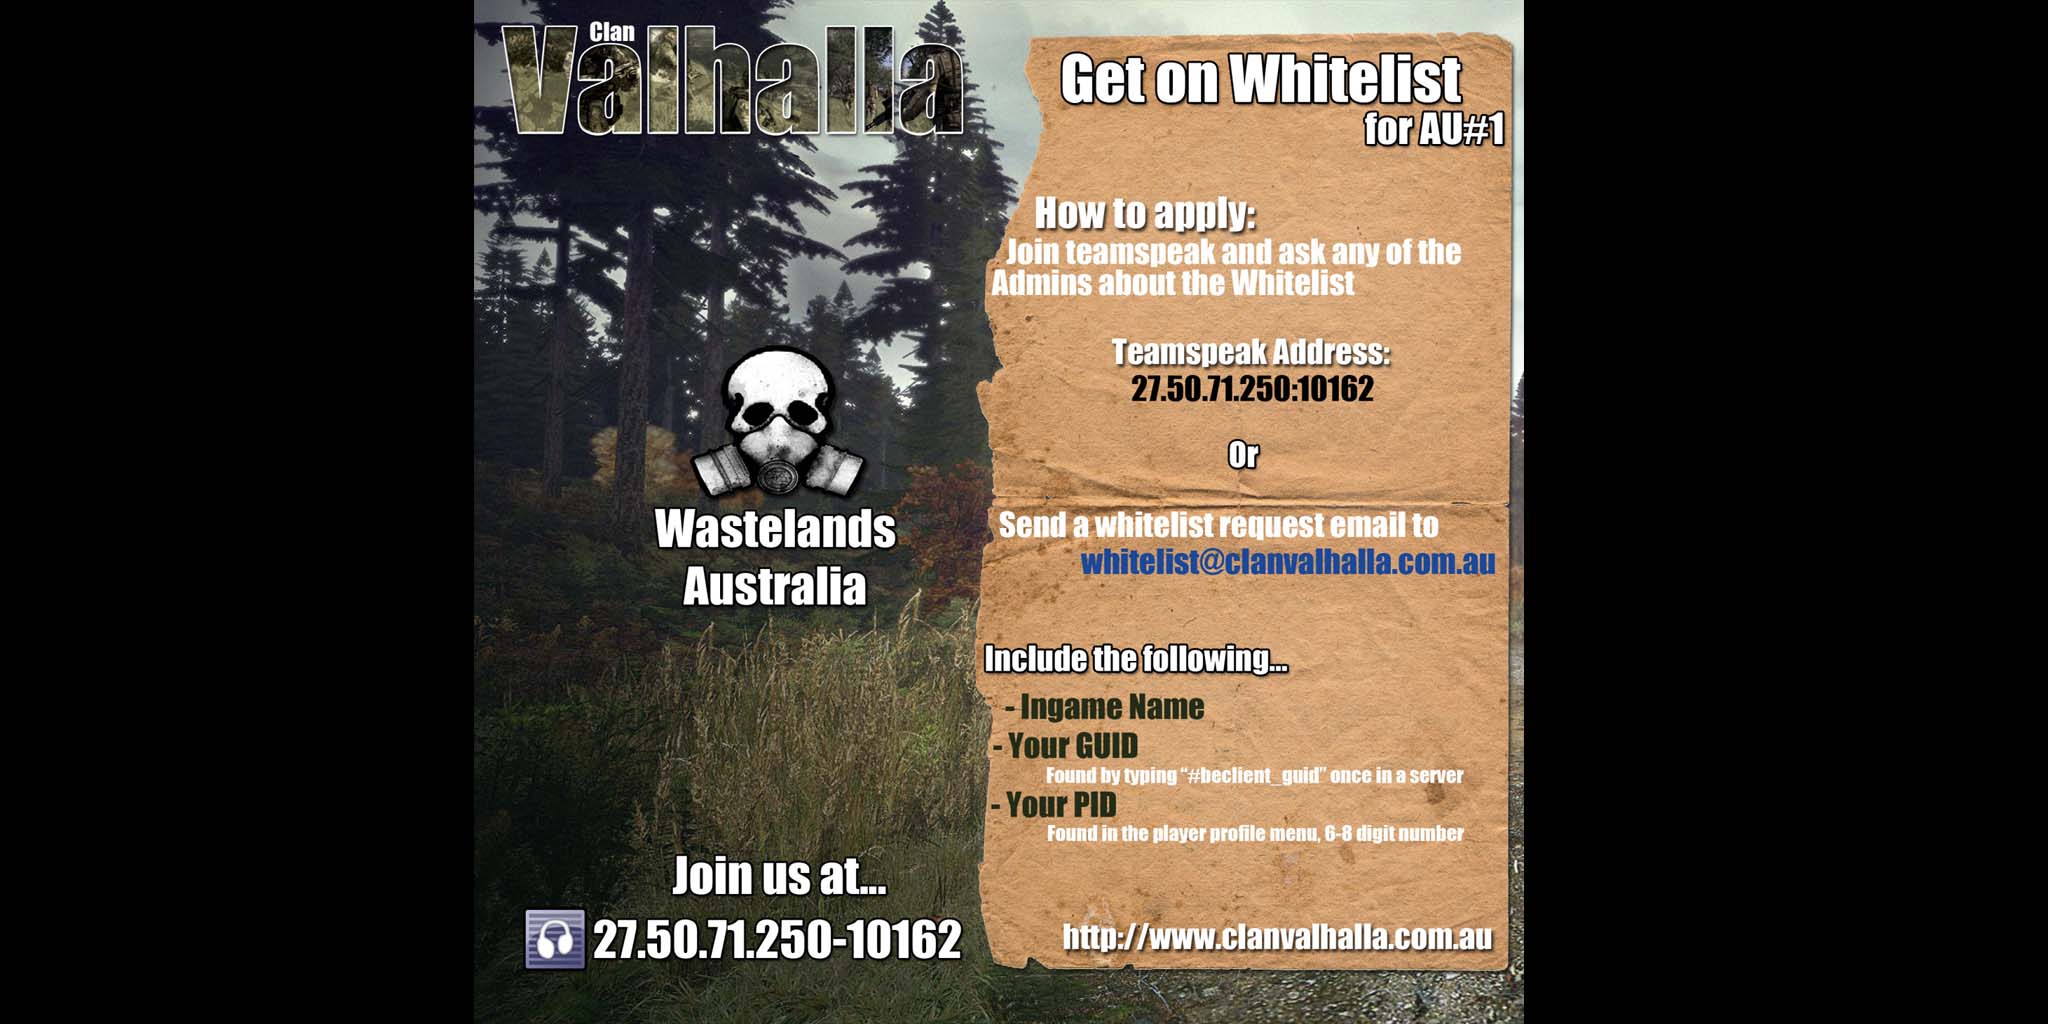 Clan
Valhalla
Get on Whitelist
for AU#1
How to apply:
Join teamspeak and ask any of the
Admins about the Whitelist
Teamspeak Address:
27.50.71.250:10162
Or
Send a whitelist request email to
whitelist@clanvalhalla.com.au
Wastelands
Australia
Include the following...
- Ingame Name
- Your GUID
Found by typing “#beclient_guid” once in a server
- Your PID
Found in the player profile menu, 6-8 digit number
Join us at...
27.50.71.250-10162
http://www.clanvalhalla.com.au